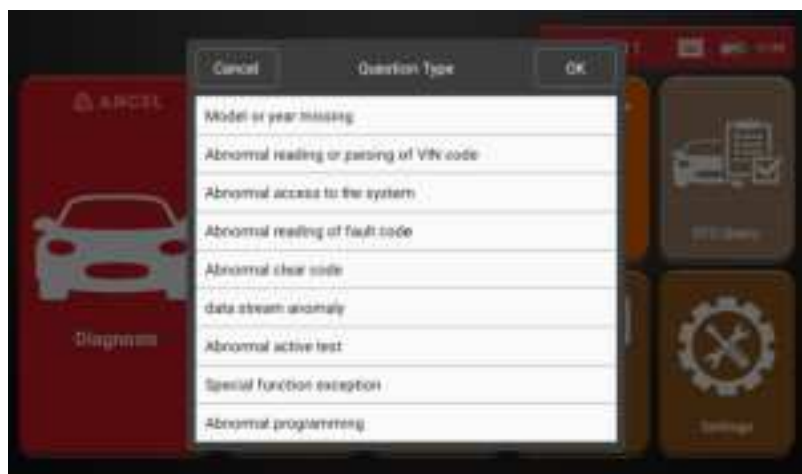 Cancel
Question Type
OK
ANCEL
Model or year missing
Abnormal reading or parsing of VIN code
Abnormal access to the system
Abnormal reading of fault code
Abnormal clear code
data stream anomaly
Diagnosis
Abnormal active test
Special function exception
Abnormal programming
Settings